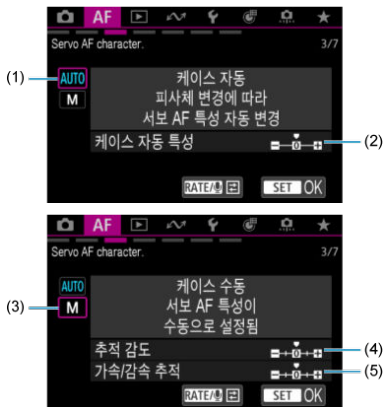 AF
Servo AF character. 3/7
(1) AUTO 케이스 자동
M 피사체 변경에 따라
서보 AF 특성 자동 변경
케이스 자동 특성 - 0 + (2)
RATE/ SET OK
AF
Servo AF character. 3/7
AUTO 케이스 수동
(3) M 서보 AF 특성이
수동으로 설정됨
추적 감도 - 0 + (4)
가속/감속 추적 - 0 + (5)
RATE/ SET OK